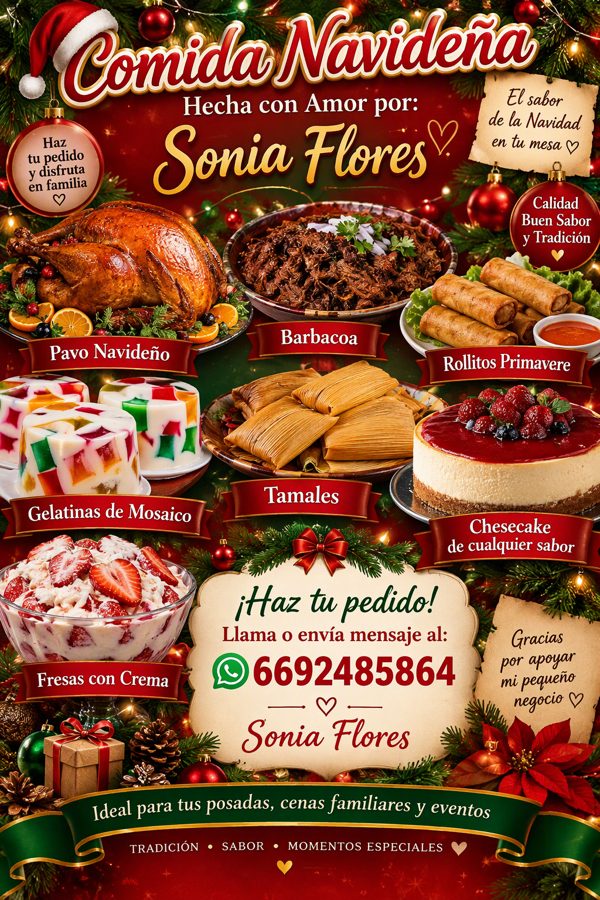 Comida Navideña
Hecha con Amor por:
Sonia Flores
Haz
tu pedido
y disfruta
en familia
El sabor
de la Navidad
en tu mesa
Calidad
Buen Sabor
y Tradición
Pavo Navideño
Barbacoa
Rollitos Primavere
Gelatinas de Mosaico
Tamales
Chesecake
de cualquier sabor
Fresas con Crema
¡Haz tu pedido!
Llama o envía mensaje al:
6692485864
Sonia Flores
Gracias
por apoyar
mi pequeño
negocio
Ideal para tus posadas, cenas familiares y eventos
TRADICIÓN • SABOR • MOMENTOS ESPECIALES